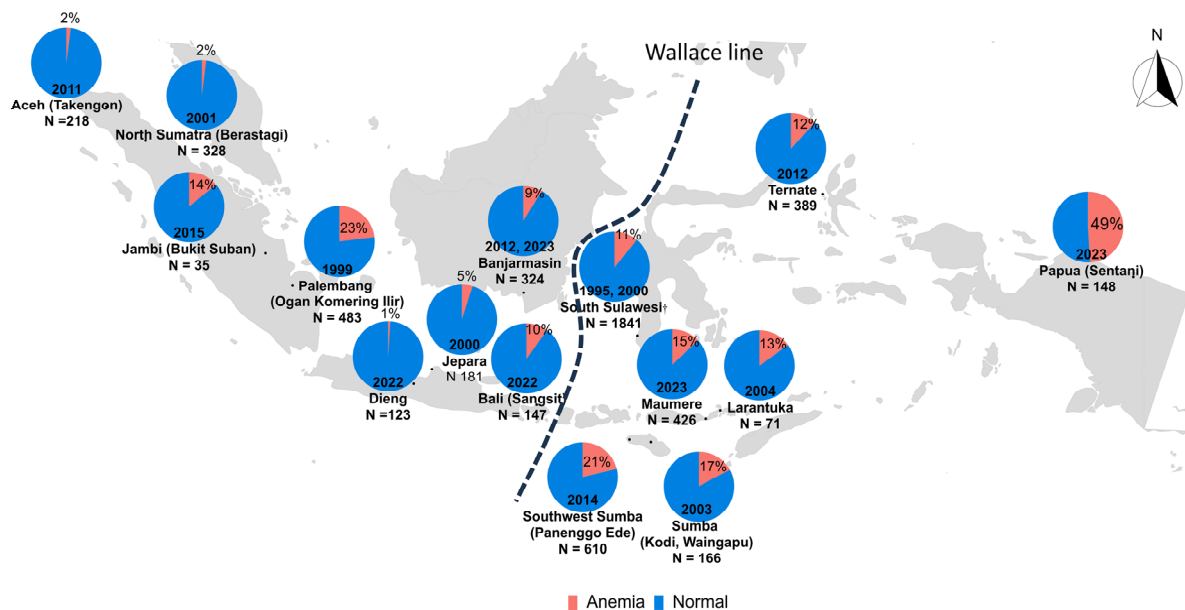 Wallace line
N
2%
2011
Aceh (Takengon)
N =218
2%
2001
North Sumatra (Berastagi)
N = 328
12%
2012
Ternate
N = 389
14%
2015
Jambi (Bukit Suban)
N = 35
23%
1999
Palembang
(Ogan Komering Ilir)
N = 483
9%
2012, 2023
Banjarmasin
N = 324
11%
1995, 2000
South Sulawesi†
N = 1841
49%
2023
Papua (Sentani)
N = 148
1%
2022
Dieng
N =123
5%
2000
Jepara
N 181
10%
2022
Bali (Sangsit)
N = 147
15%
2023
Maumere
N = 426
13%
2004
Larantuka
N = 71
21%
2014
Southwest Sumba
(Panenggo Ede)
N = 610
17%
2003
Sumba
(Kodi, Waingapu)
N = 166
Anemia Normal